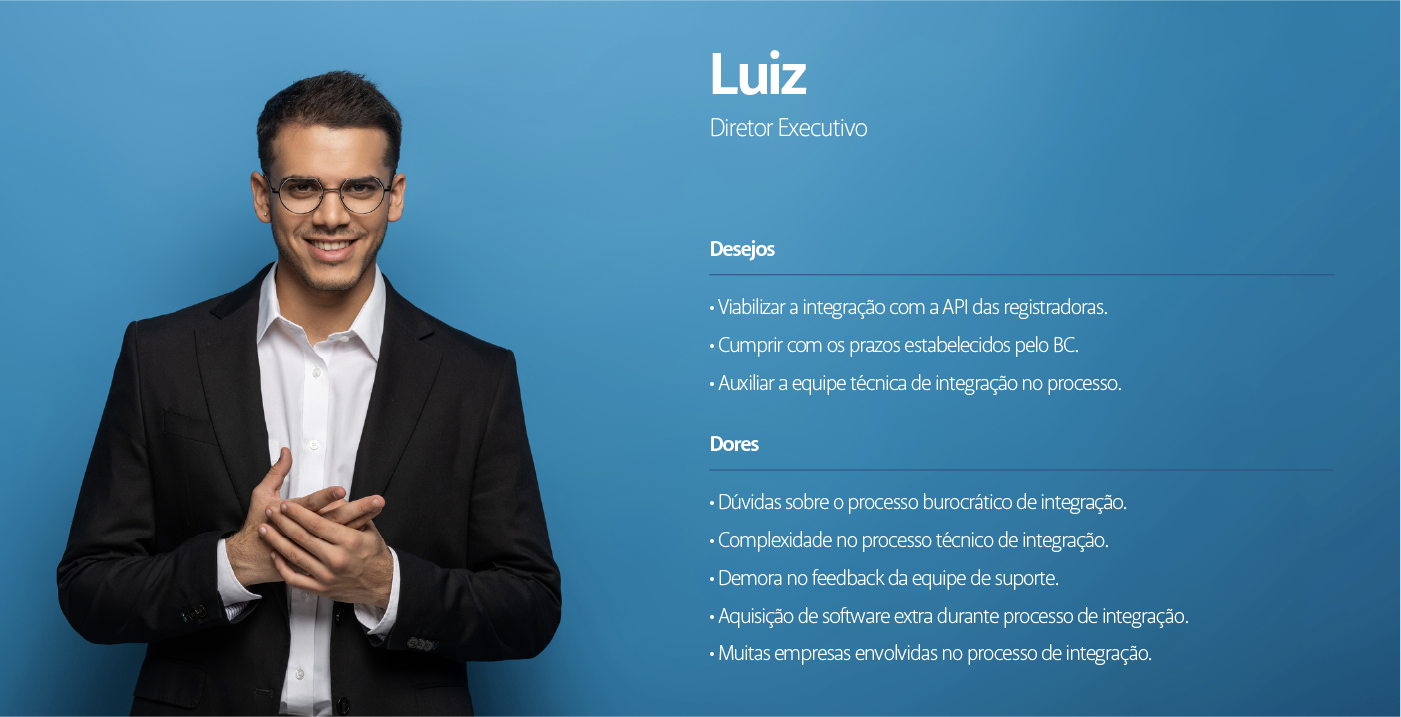 Luiz
Diretor Executivo
Desejos
• Viabilizar a integração com a API das registradoras.
• Cumprir com os prazos estabelecidos pelo BC.
• Auxiliar a equipe técnica de integração no processo.
Dores
• Dúvidas sobre o processo burocrático de integração.
• Complexidade no processo técnico de integração.
• Demora no feedback da equipe de suporte.
• Aquisição de software extra durante processo de integração.
• Muitas empresas envolvidas no processo de integração.